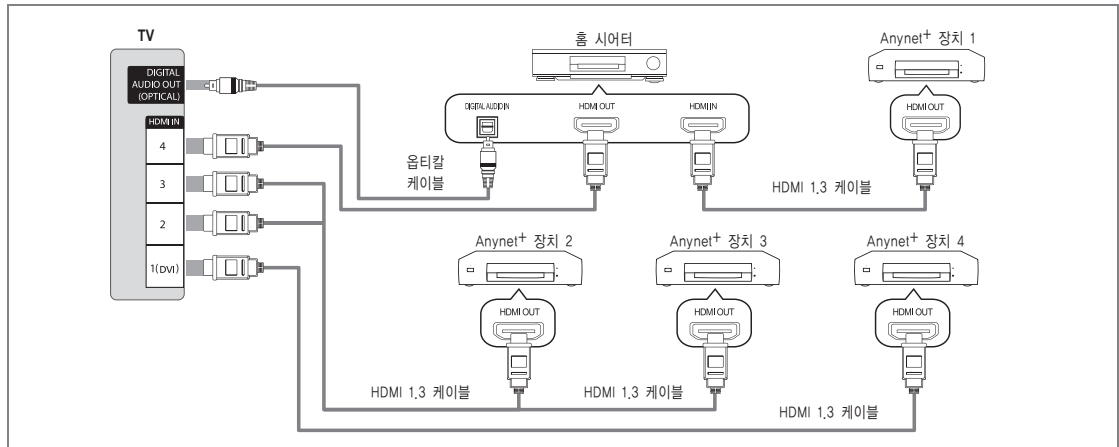 TV
DIGITAL
AUDIO OUT
(OPTICAL)
HDMI IN
4
3
2
1(DVI)
홈 시어터
DIGITAL AUDIO IN
HDMI OUT
HDMI IN
옵티칼
케이블
Anynet+ 장치 1
HDMI OUT
HDMI 1.3 케이블
Anynet+ 장치 2
Anynet+ 장치 3
Anynet+ 장치 4
HDMI OUT
HDMI OUT
HDMI OUT
HDMI 1.3 케이블
HDMI 1.3 케이블
HDMI 1.3 케이블